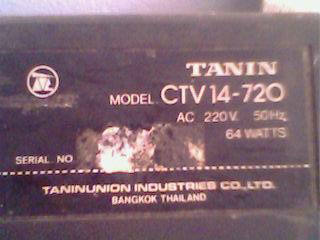 TANIN
MODEL. CTV 14-720
AC 220V. 50Hz
64 WATTS
SERIAL. NO
TANINUNION INDUSTRIES CO.,LTD.
BANGKOK THAILAND